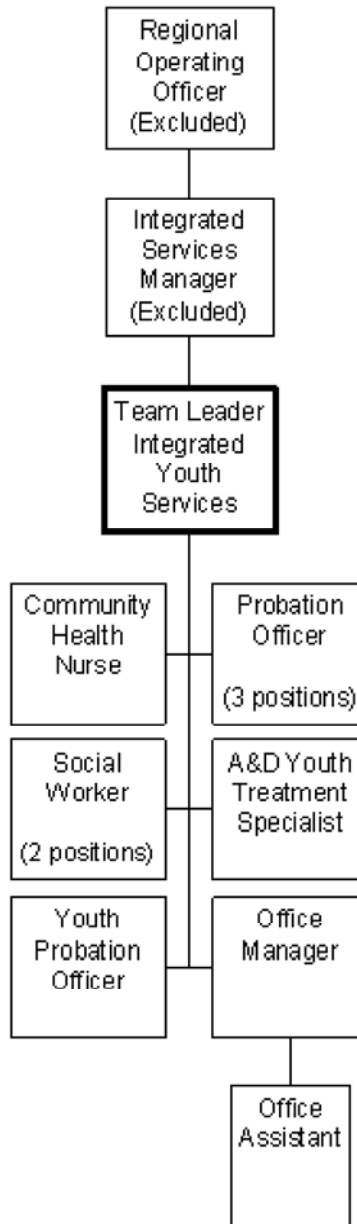 Regional
Operating
Officer
(Excluded)
Integrated
Services
Manager
(Excluded)
Team Leader
Integrated
Youth
Services
Community
Health
Nurse
Probation
Officer
(3 positions)
Social
Worker
(2 positions)
A&D Youth
Treatment
Specialist
Youth
Probation
Officer
Office
Manager
Office
Assistant